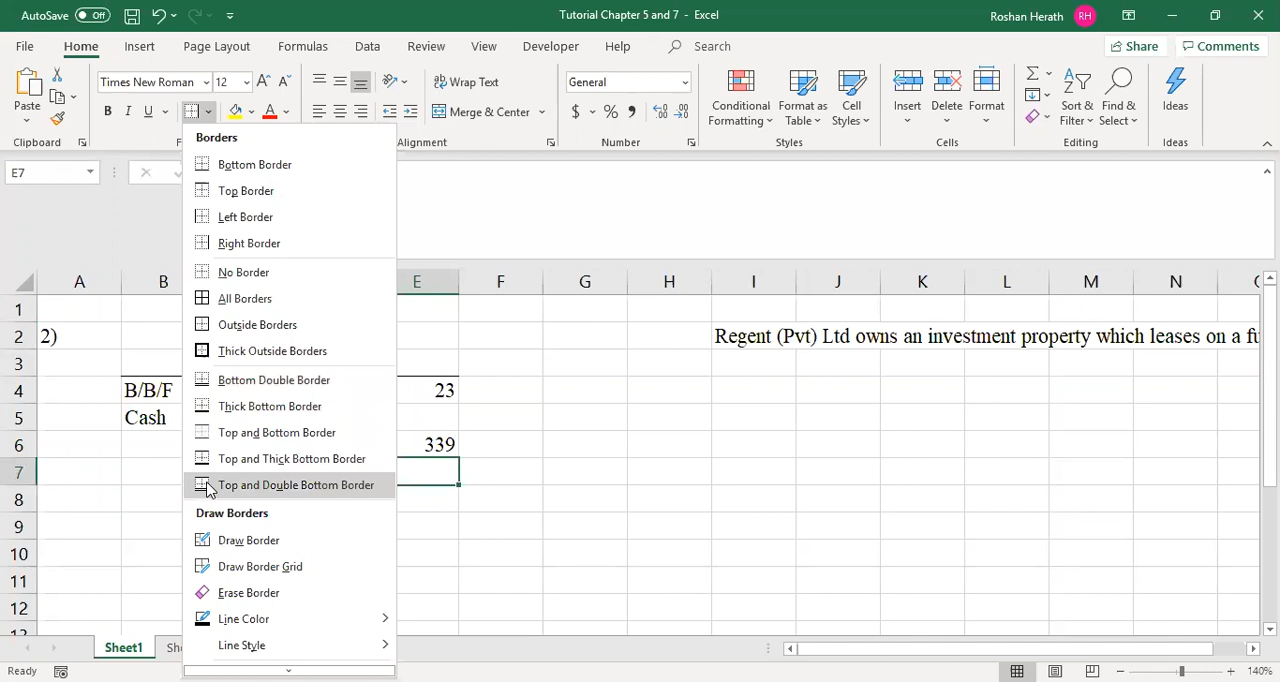 AutoSave Off Tutorial Chapter 5 and 7 - Excel Roshan Herath RH
File Home Insert Page Layout Formulas Data Review View Developer Help Search Share Comments
Times New Roman 12 Wrap Text General
Paste B I U Merge & Center $ % , Conditional Formatting Format as Table Cell Styles Insert Delete Format Sort & Filter Find & Select Ideas
Clipboard Alignment Number Styles Cells Editing Ideas
E7
Borders
Bottom Border
Top Border
Left Border
Right Border
No Border
All Borders
Outside Borders
Thick Outside Borders
Bottom Double Border
Thick Bottom Border
Top and Bottom Border
Top and Thick Bottom Border
Top and Double Bottom Border
Draw Borders
Draw Border
Draw Border Grid
Erase Border
Line Color
Line Style
A B E F G H I J K L M N
1
2 2) Regent (Pvt) Ltd owns an investment property which leases on a
3
4 B/B/F 23
5 Cash
6 339
7
8
9
10
11
12
Sheet1
Ready 140%